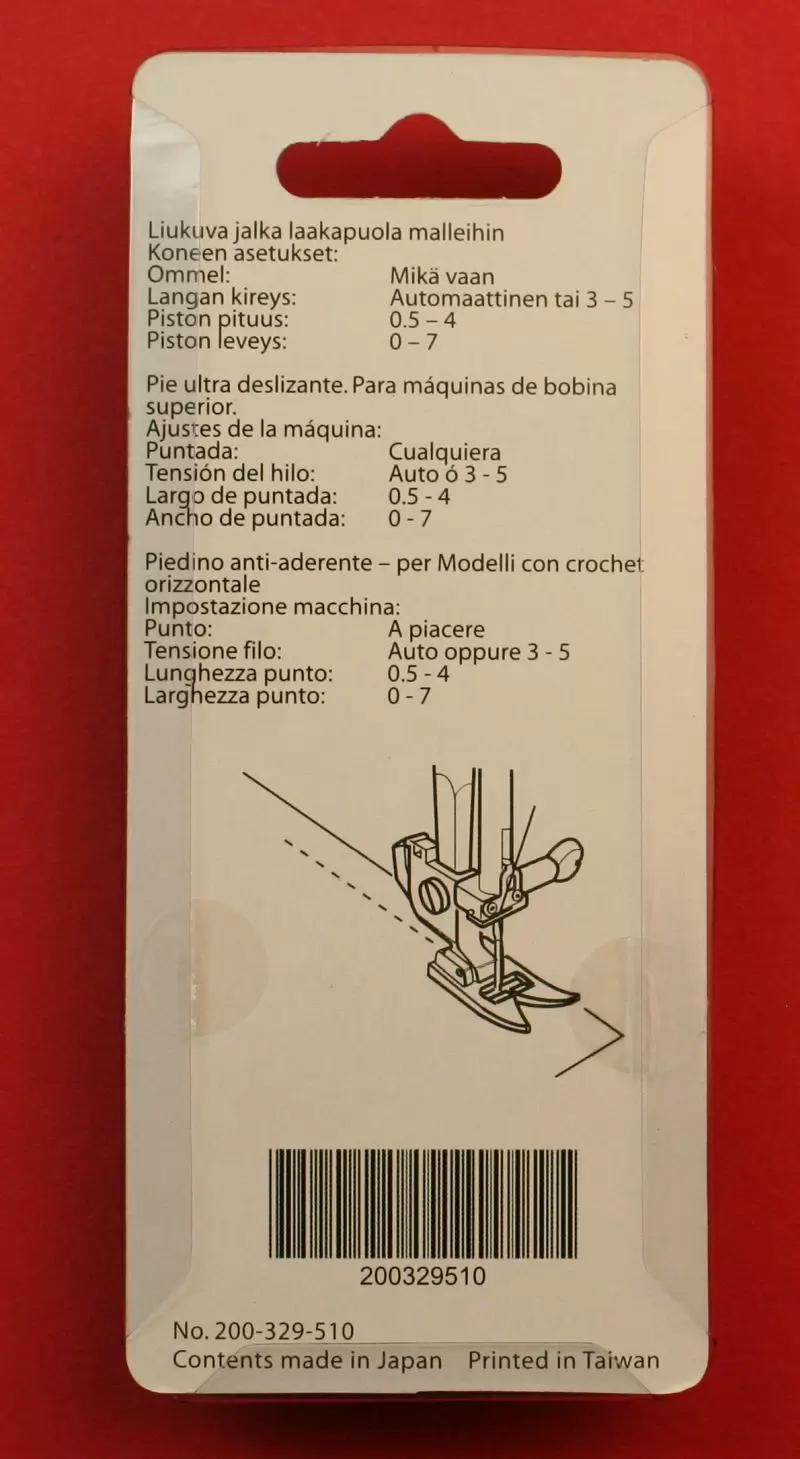 Liukuva jalka laakapuola malleihin
Koneen asetukset:
Ommel: Mikä vaan
Langan kireys: Automaattinen tai 3 – 5
Piston pituus: 0.5 – 4
Piston leveys: 0 – 7
Pie ultra deslizante. Para máquinas de bobina
superior.
Ajustes de la máquina:
Puntada: Cualquiera
Tensión del hilo: Auto ó 3 - 5
Largo de puntada: 0.5 - 4
Ancho de puntada: 0 - 7
Piedino anti-aderente – per Modelli con crochet
orizzontale
Impostazione macchina:
Punto: A piacere
Tensione filo: Auto oppure 3 - 5
Lunghezza punto: 0.5 - 4
Larghezza punto: 0 - 7
200329510
No. 200-329-510
Contents made in Japan Printed in Taiwan